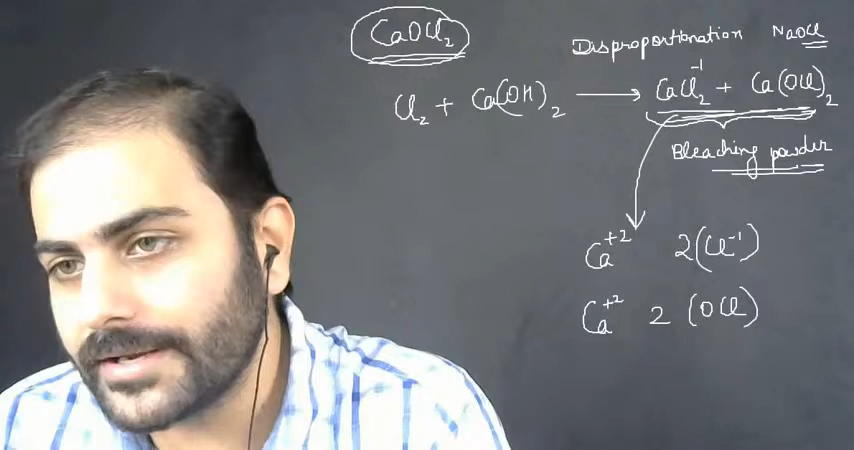 CaOCl₂
Disproportionation NaOCl
Cl₂ + Ca(OH)₂ → CaCl₂⁻¹ + Ca(OCl)₂
Bleaching powder
Ca⁺² 2(Cl⁻¹)
Ca⁺² 2 (OCl)